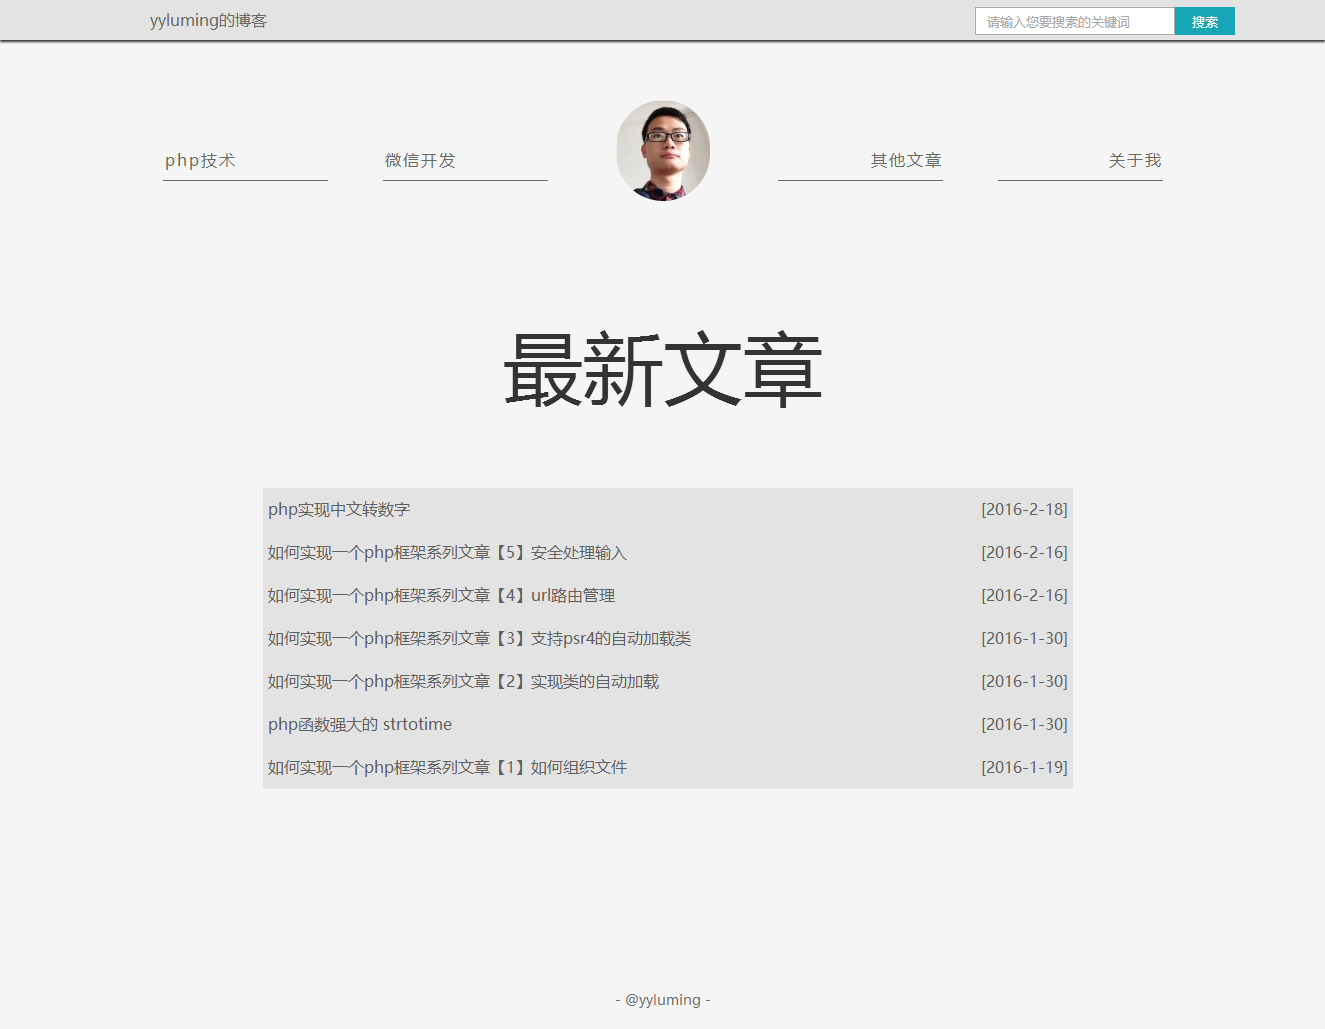 yyluming的博客
请输入您要搜索的关键词 搜索
php技术 微信开发 其他文章 关于我
最新文章
php实现中文转数字 [2016-2-18]
如何实现一个php框架系列文章【5】安全处理输入 [2016-2-16]
如何实现一个php框架系列文章【4】url路由管理 [2016-2-16]
如何实现一个php框架系列文章【3】支持psr4的自动加载类 [2016-1-30]
如何实现一个php框架系列文章【2】实现类的自动加载 [2016-1-30]
php函数强大的 strtotime [2016-1-30]
如何实现一个php框架系列文章【1】如何组织文件 [2016-1-19]
- @yyluming -